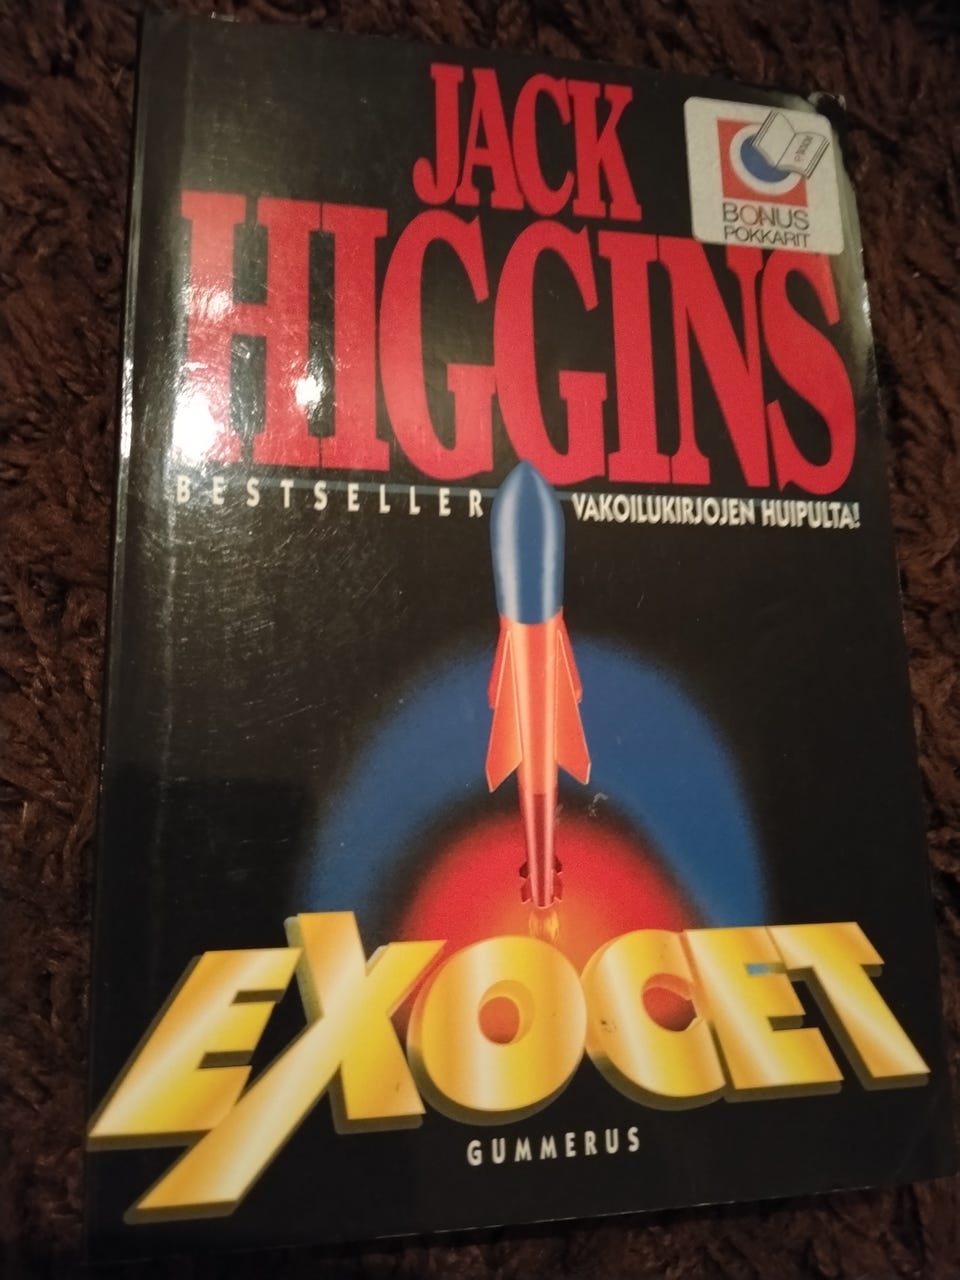 JACK
HIGGINS
BONUS
POKKARIT
BESTSELLER VAKOILUKIRJOJEN HUIPULTA!
EXOCET
GUMMERUS